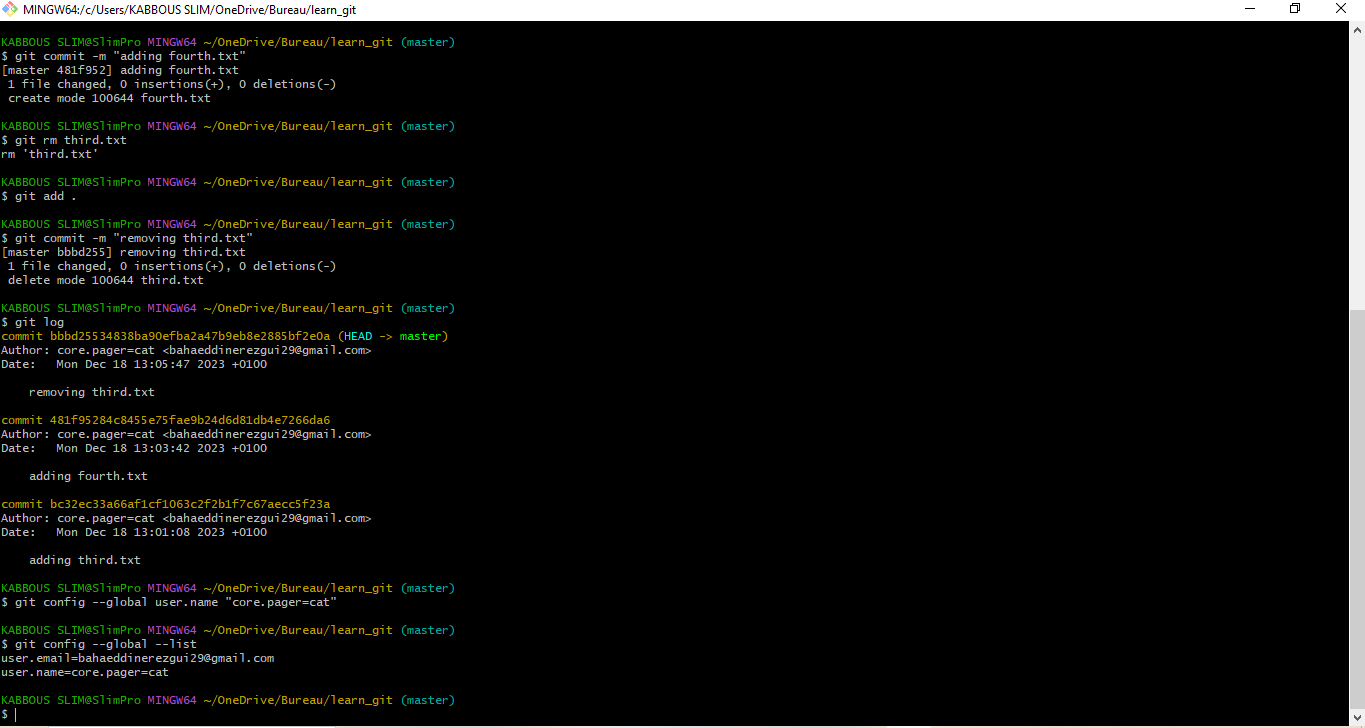 MINGW64:/c/Users/KABBOUS SLIM/OneDrive/Bureau/learn_git
KABBOUS SLIM@SlimPro MINGW64 ~/OneDrive/Bureau/learn_git (master)
$ git commit -m "adding fourth.txt"
[master 481f952] adding fourth.txt
 1 file changed, 0 insertions(+), 0 deletions(-)
 create mode 100644 fourth.txt
KABBOUS SLIM@SlimPro MINGW64 ~/OneDrive/Bureau/learn_git (master)
$ git rm third.txt
rm 'third.txt'
KABBOUS SLIM@SlimPro MINGW64 ~/OneDrive/Bureau/learn_git (master)
$ git add .
KABBOUS SLIM@SlimPro MINGW64 ~/OneDrive/Bureau/learn_git (master)
$ git commit -m "removing third.txt"
[master bbbd255] removing third.txt
 1 file changed, 0 insertions(+), 0 deletions(-)
 delete mode 100644 third.txt
KABBOUS SLIM@SlimPro MINGW64 ~/OneDrive/Bureau/learn_git (master)
$ git log
commit bbbd25534838ba90efba2a47b9eb8e2885bf2e0a (HEAD -> master)
Author: core.pager=cat <bahaeddinerezgui29@gmail.com>
Date:   Mon Dec 18 13:05:47 2023 +0100
    removing third.txt
commit 481f95284c8455e75fae9b24d6d81db4e7266da6
Author: core.pager=cat <bahaeddinerezgui29@gmail.com>
Date:   Mon Dec 18 13:03:42 2023 +0100
    adding fourth.txt
commit bc32ec33a66af1cf1063c2f2b1f7c67aecc5f23a
Author: core.pager=cat <bahaeddinerezgui29@gmail.com>
Date:   Mon Dec 18 13:01:08 2023 +0100
    adding third.txt
KABBOUS SLIM@SlimPro MINGW64 ~/OneDrive/Bureau/learn_git (master)
$ git config --global user.name "core.pager=cat"
KABBOUS SLIM@SlimPro MINGW64 ~/OneDrive/Bureau/learn_git (master)
$ git config --global --list
user.email=bahaeddinerezgui29@gmail.com
user.name=core.pager=cat
KABBOUS SLIM@SlimPro MINGW64 ~/OneDrive/Bureau/learn_git (master)
$